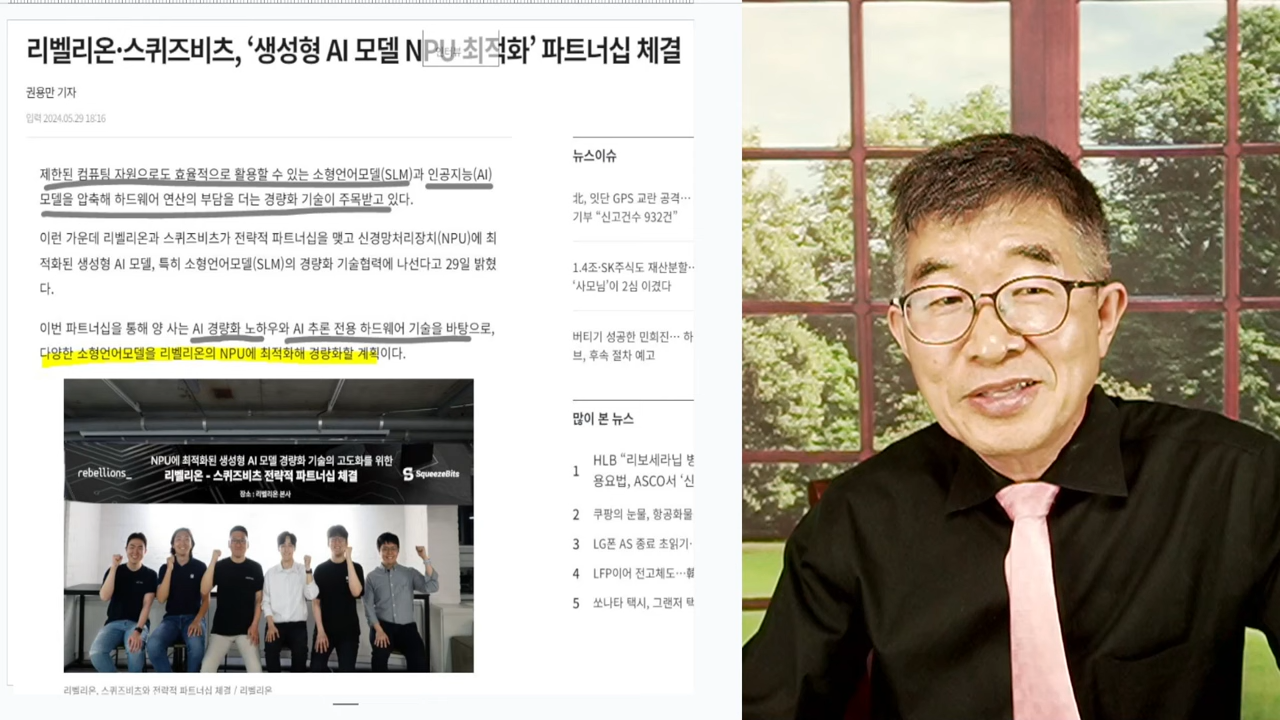 리벨리온·스퀴즈비츠, ‘생성형 AI 모델 NPU 최적화’ 파트너십 체결
권용만 기자
입력 2024.05.29 18:16
제한된 컴퓨팅 자원으로도 효율적으로 활용할 수 있는 소형언어모델(SLM)과 인공지능(AI)
모델을 압축해 하드웨어 연산의 부담을 더는 경량화 기술이 주목받고 있다.
이런 가운데 리벨리온과 스퀴즈비츠가 전략적 파트너십을 맺고 신경망처리장치(NPU)에 최
적화된 생성형 AI 모델, 특히 소형언어모델(SLM)의 경량화 기술협력에 나선다고 29일 밝혔
다.
이번 파트너십을 통해 양 사는 AI 경량화 노하우와 AI 추론 전용 하드웨어 기술을 바탕으로,
다양한 소형언어모델을 리벨리온의 NPU에 최적화해 경량화할 계획이다.
NPU에 최적화된 생성형 AI 모델 경량화 기술의 고도화를 위한
rebellions_
리벨리온 - 스퀴즈비츠 전략적 파트너십 체결
SqueezeBits
장소 : 리벨리온 본사
리벨리온, 스퀴즈비츠와 전략적 파트너십 체결 / 리벨리온
뉴스이슈
北, 잇단 GPS 교란 공격…
기부 “신고건수 932건”
1.4조·SK주식도 재산분할…
‘사모님’이 2심 이겼다
버티기 성공한 민희진… 하
브, 후속 절차 예고
많이 본 뉴스
1 HLB “리보세라닙 병
용요법, ASCO서 ‘신
2 쿠팡의 눈물, 항공화물
3 LG폰 AS 종료 초읽기…
4 LFP이어 전고체도…韓
5 쏘나타 택시, 그랜저 택